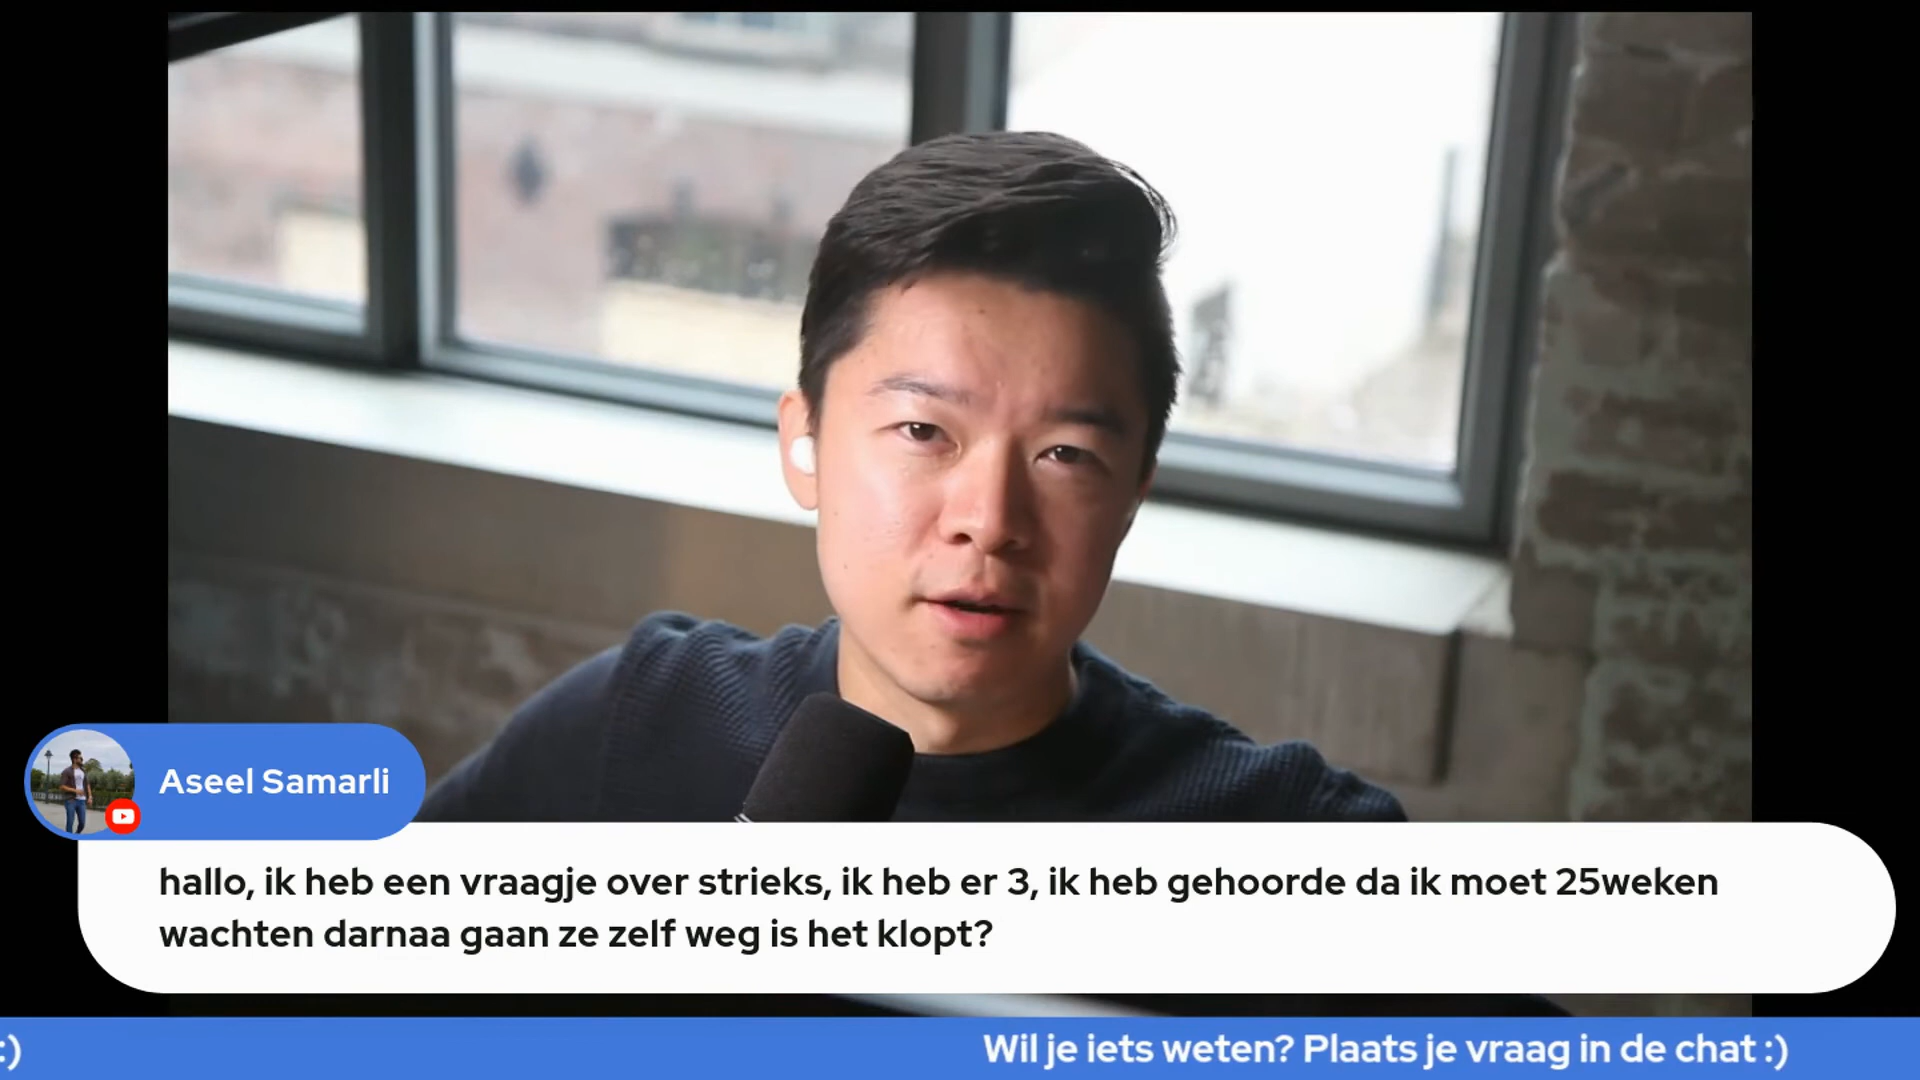 Aseel Samarli
hallo, ik heb een vraagje over strieks, ik heb er 3, ik heb gehoorde da ik moet 25weken
wachten darnaa gaan ze zelf weg is het klopt?
:)
Wil je iets weten? Plaats je vraag in de chat :)